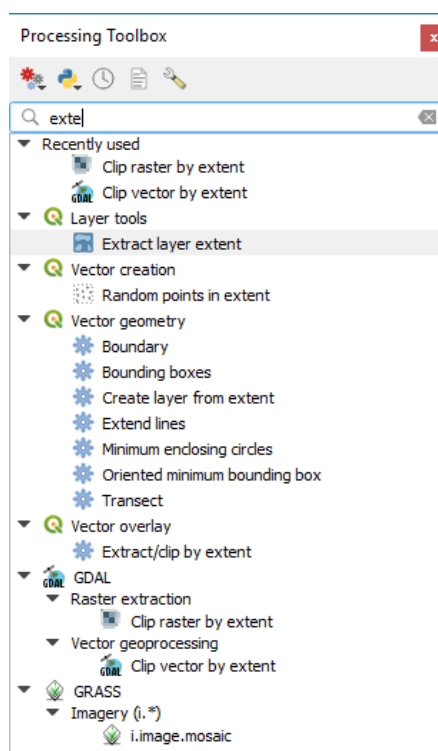 Processing Toolbox
x
exte
Recently used
Clip raster by extent
GDAL Clip vector by extent
Layer tools
Extract layer extent
Vector creation
Random points in extent
Vector geometry
Boundary
Bounding boxes
Create layer from extent
Extend lines
Minimum enclosing circles
Oriented minimum bounding box
Transect
Vector overlay
Extract/clip by extent
GDAL GDAL
Raster extraction
Clip raster by extent
Vector geoprocessing
GDAL Clip vector by extent
GRASS
Imagery (i.*)
i.image.mosaic